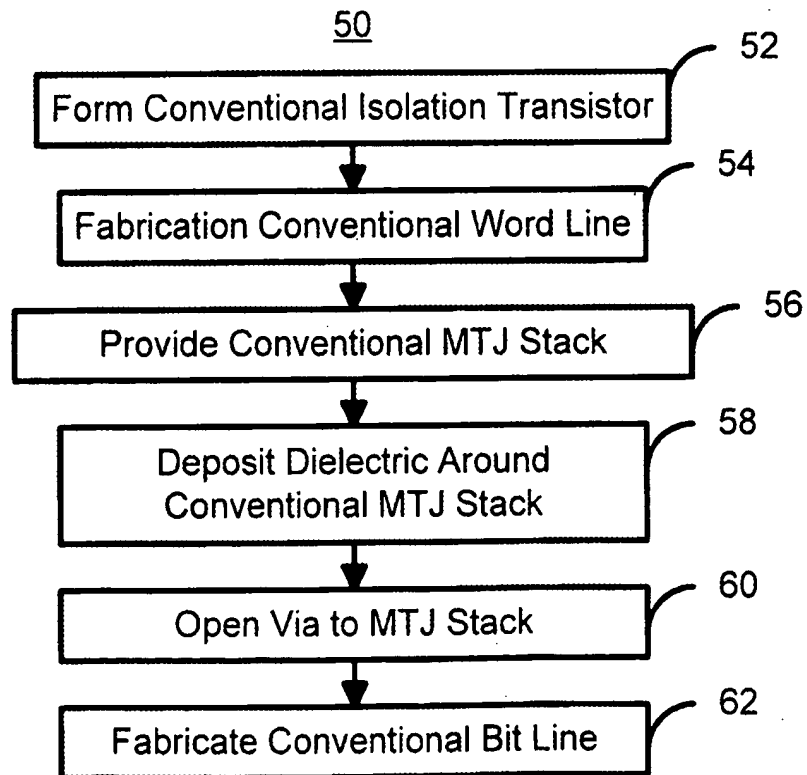 50
52
Form Conventional Isolation Transistor
54
Fabrication Conventional Word Line
56
Provide Conventional MTJ Stack
58
Deposit Dielectric Around
Conventional MTJ Stack
60
Open Via to MTJ Stack
62
Fabricate Conventional Bit Line